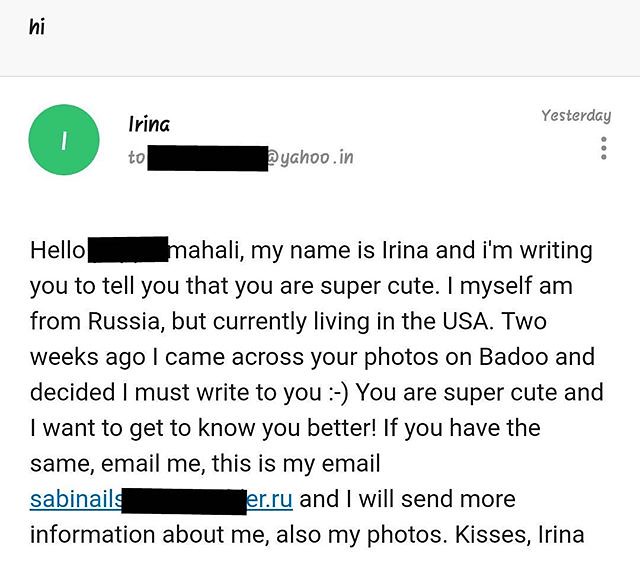 hi
I
Irina
Yesterday
to @yahoo.in
Hello mahali, my name is Irina and i'm writing
you to tell you that you are super cute. I myself am
from Russia, but currently living in the USA. Two
weeks ago I came across your photos on Badoo and
decided I must write to you :-) You are super cute and
I want to get to know you better! If you have the
same, email me, this is my email
sabinails er.ru and I will send more
information about me, also my photos. Kisses, Irina